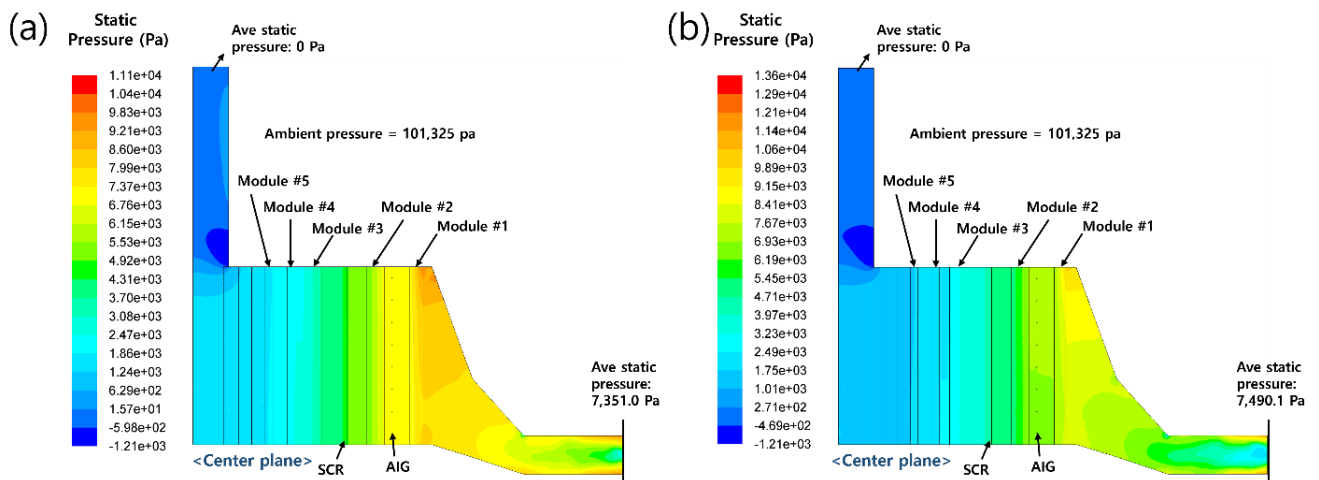 (a)
Static
Pressure (Pa)
1.11e+04
1.04e+04
9.83e+03
9.21e+03
8.60e+03
7.99e+03
7.37e+03
6.76e+03
6.15e+03
5.53e+03
4.92e+03
4.31e+03
3.70e+03
3.08e+03
2.47e+03
1.86e+03
1.24e+03
6.29e+02
1.57e+01
-5.98e+02
-1.21e+03
Ave static
pressure: 0 Pa
Ambient pressure = 101,325 pa
Module #5
Module #4
Module #3
Module #2
Module #1
Ave static
pressure:
7,351.0 Pa
<Center plane>
SCR
AIG
(b)
Static
Pressure (Pa)
1.36e+04
1.29e+04
1.21e+04
1.14e+04
1.06e+04
9.89e+03
9.15e+03
8.41e+03
7.67e+03
6.93e+03
6.19e+03
5.45e+03
4.71e+03
3.97e+03
3.23e+03
2.49e+03
1.75e+03
1.01e+03
2.71e+02
-4.69e+02
-1.21e+03
Ave static
pressure: 0 Pa
Ambient pressure = 101,325 pa
Module #5
Module #4
Module #3
Module #2
Module #1
Ave static
pressure:
7,490.1 Pa
<Center plane>
SCR
AIG